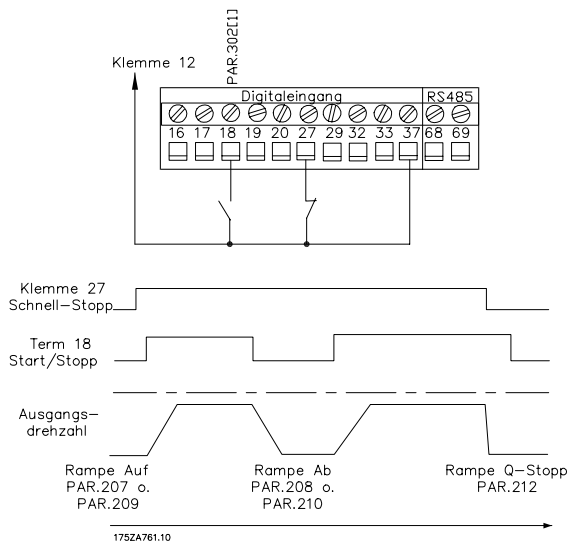 PAR.302[1]
Klemme 12
Digitaleingang RS485
16 17 18 19 20 27 29 32 33 37 68 69
Klemme 27
Schnell-Stopp
Term 18
Start/Stopp
Ausgangs-
drehzahl
Rampe Auf
PAR.207 o.
PAR.209
Rampe Ab
PAR.208 o.
PAR.210
Rampe Q-Stopp
PAR.212
175ZA761.10